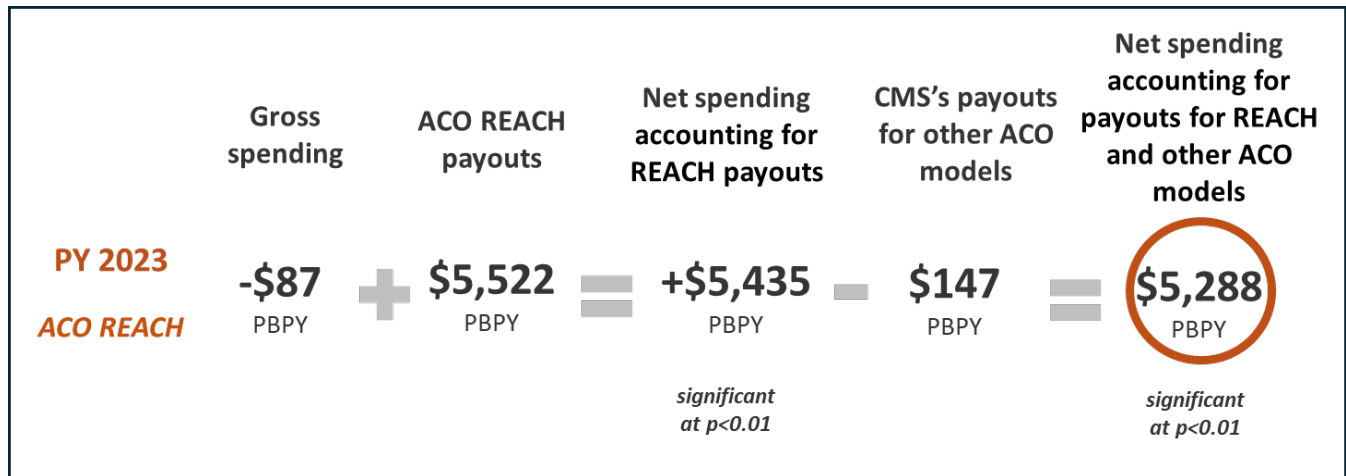 Gross
spending
ACO REACH
payouts
Net spending
accounting for
REACH payouts
CMS's payouts
for other ACO
models
Net spending
accounting for
payouts for REACH
and other ACO
models
PY 2023
ACO REACH
-$87
PBPY
+
$5,522
PBPY
=
+$5,435
PBPY
significant
at p<0.01
-
$147
PBPY
=
$5,288
PBPY
significant
at p<0.01